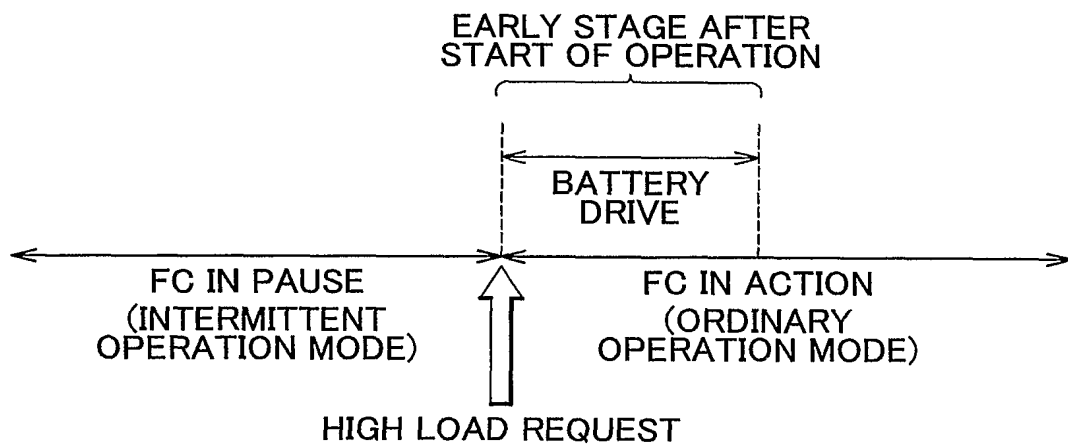 EARLY STAGE AFTER
START OF OPERATION
BATTERY
DRIVE
FC IN PAUSE
(INTERMITTENT
OPERATION MODE)
FC IN ACTION
(ORDINARY
OPERATION MODE)
HIGH LOAD REQUEST